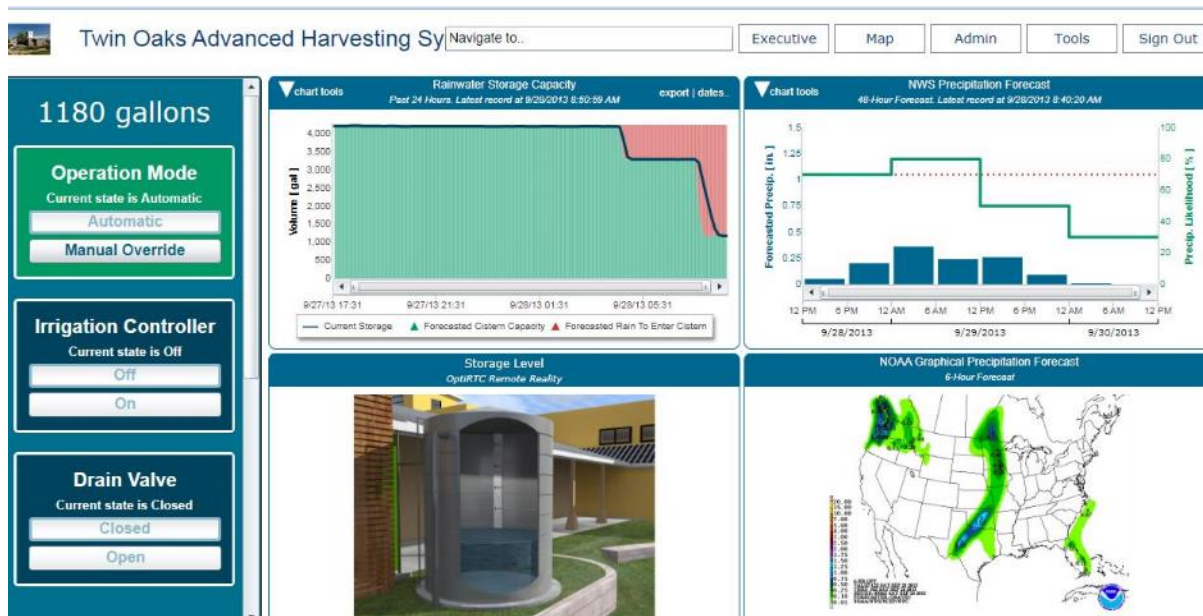 Twin Oaks Advanced Harvesting Sy
Navigate to..
Executive
Map
Admin
Tools
Sign Out
1180 gallons
Operation Mode
Current state is Automatic
Automatic
Manual Override
Irrigation Controller
Current state is Off
Off
On
Drain Valve
Current state is Closed
Closed
Open
chart tools
Rainwater Storage Capacity
Past 24 Hours. Latest record at 9/28/2013 8:50:59 AM
export | dates..
Volume [ gal ]
4,000
3,500
3,000
2,500
2,000
1,500
1,000
500
0
9/27/13 17:31
9/27/13 21:31
9/28/13 01:31
9/28/13 05:31
Current Storage
Forecasted Cistern Capacity
Forecasted Rain To Enter Cistern
chart tools
NWS Precipitation Forecast
48-Hour Forecast. Latest record at 9/28/2013 8:40:20 AM
Forecasted Precip. [ in. ]
1.5
1.25
1
0.75
0.5
0.25
0
100
80
60
40
20
0
Precip. Likelihood [ % ]
12 PM 6 PM 12 AM 6 AM 12 PM 6 PM 12 AM 6 AM 12 PM
9/28/2013 9/29/2013 9/30/2013
Storage Level
OptiRTC Remote Reality
NOAA Graphical Precipitation Forecast
6-Hour Forecast